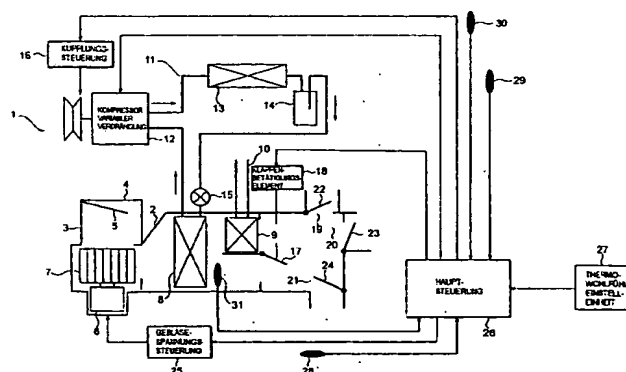 30
KUPPLUNGS-
STEUERUNG
16
11
29
13
14
1
KOMPRESSOR
VARIABLER
VERDRÄNGUNG
12
10
KLAPPEN-
BETÄTIGUNGS-
ELEMENT
18
15
22
4
2
3
5
19
20
23
9
17
7
24
21
8
31
6
HAUPT-
STEUERUNG
26
27
THERMO-
EINSTELL-
EINHEIT
GEBLÄSE-
SPANNUNGS-
STEUERUNG
25
28